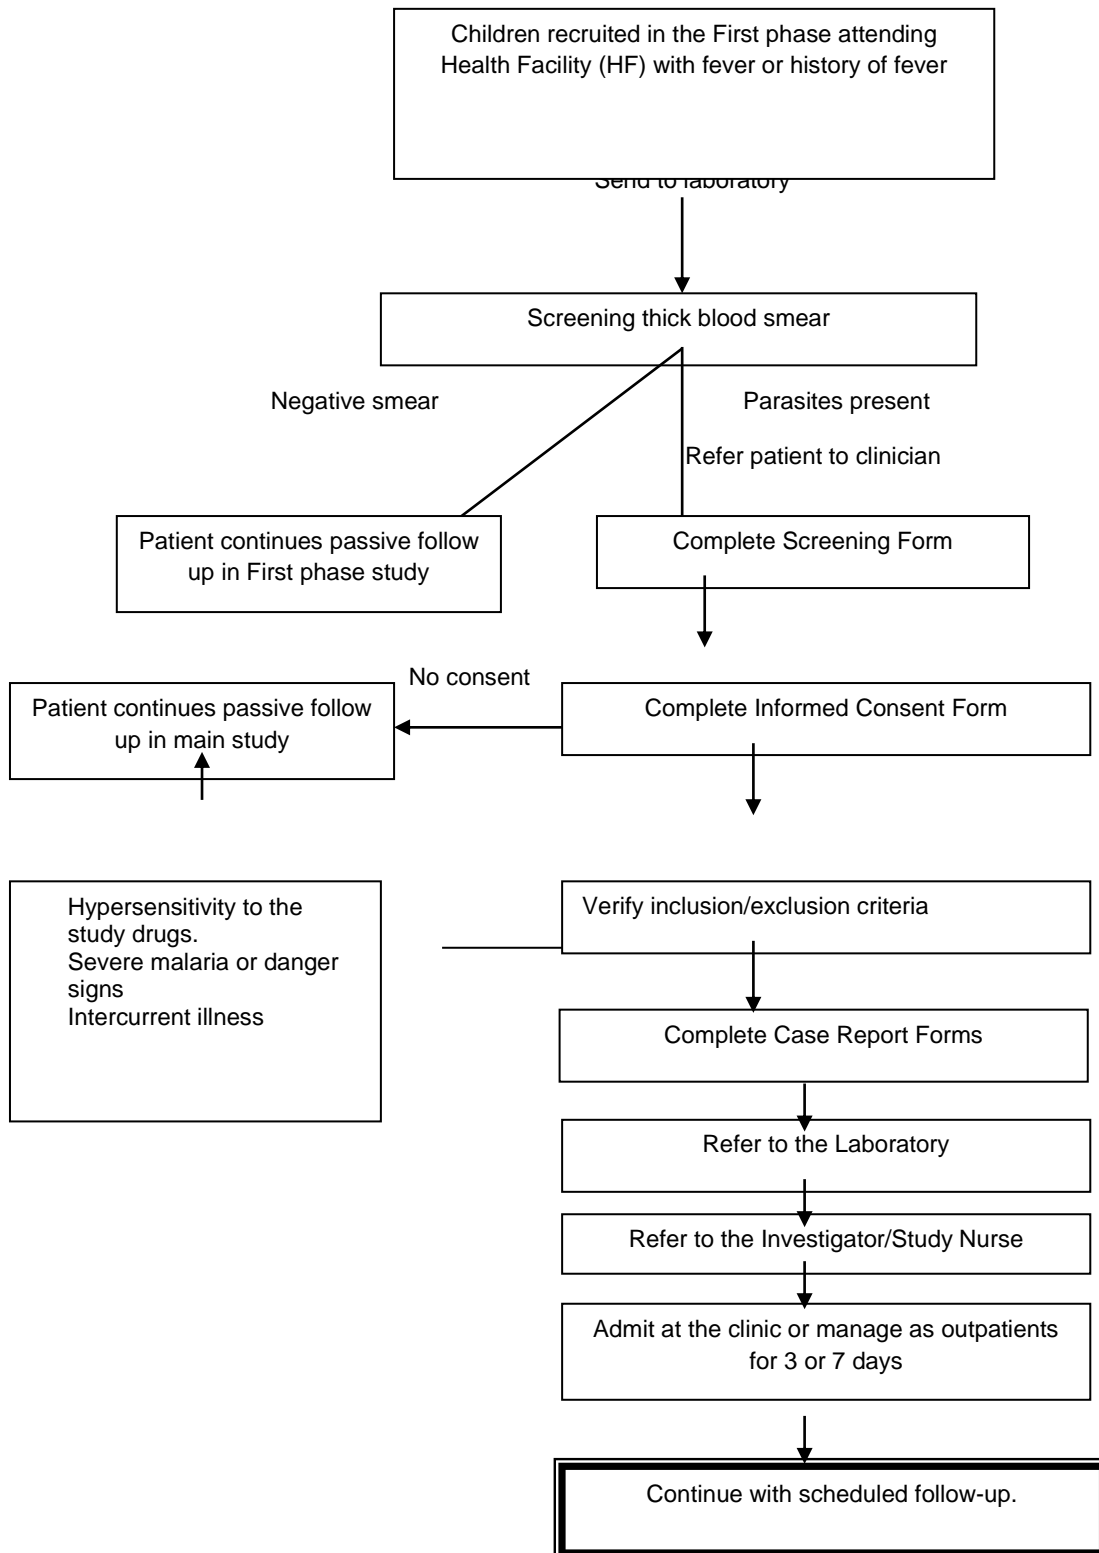 Children recruited in the First phase attending
Health Facility (HF) with fever or history of fever
Send to laboratory
Screening thick blood smear
Negative smear
Parasites present
Refer patient to clinician
Patient continues passive follow
up in First phase study
Complete Screening Form
No consent
Patient continues passive follow
up in main study
Complete Informed Consent Form
Hypersensitivity to the
study drugs.
Severe malaria or danger
signs
Intercurrent illness
Verify inclusion/exclusion criteria
Complete Case Report Forms
Refer to the Laboratory
Refer to the Investigator/Study Nurse
Admit at the clinic or manage as outpatients
for 3 or 7 days
Continue with scheduled follow-up.